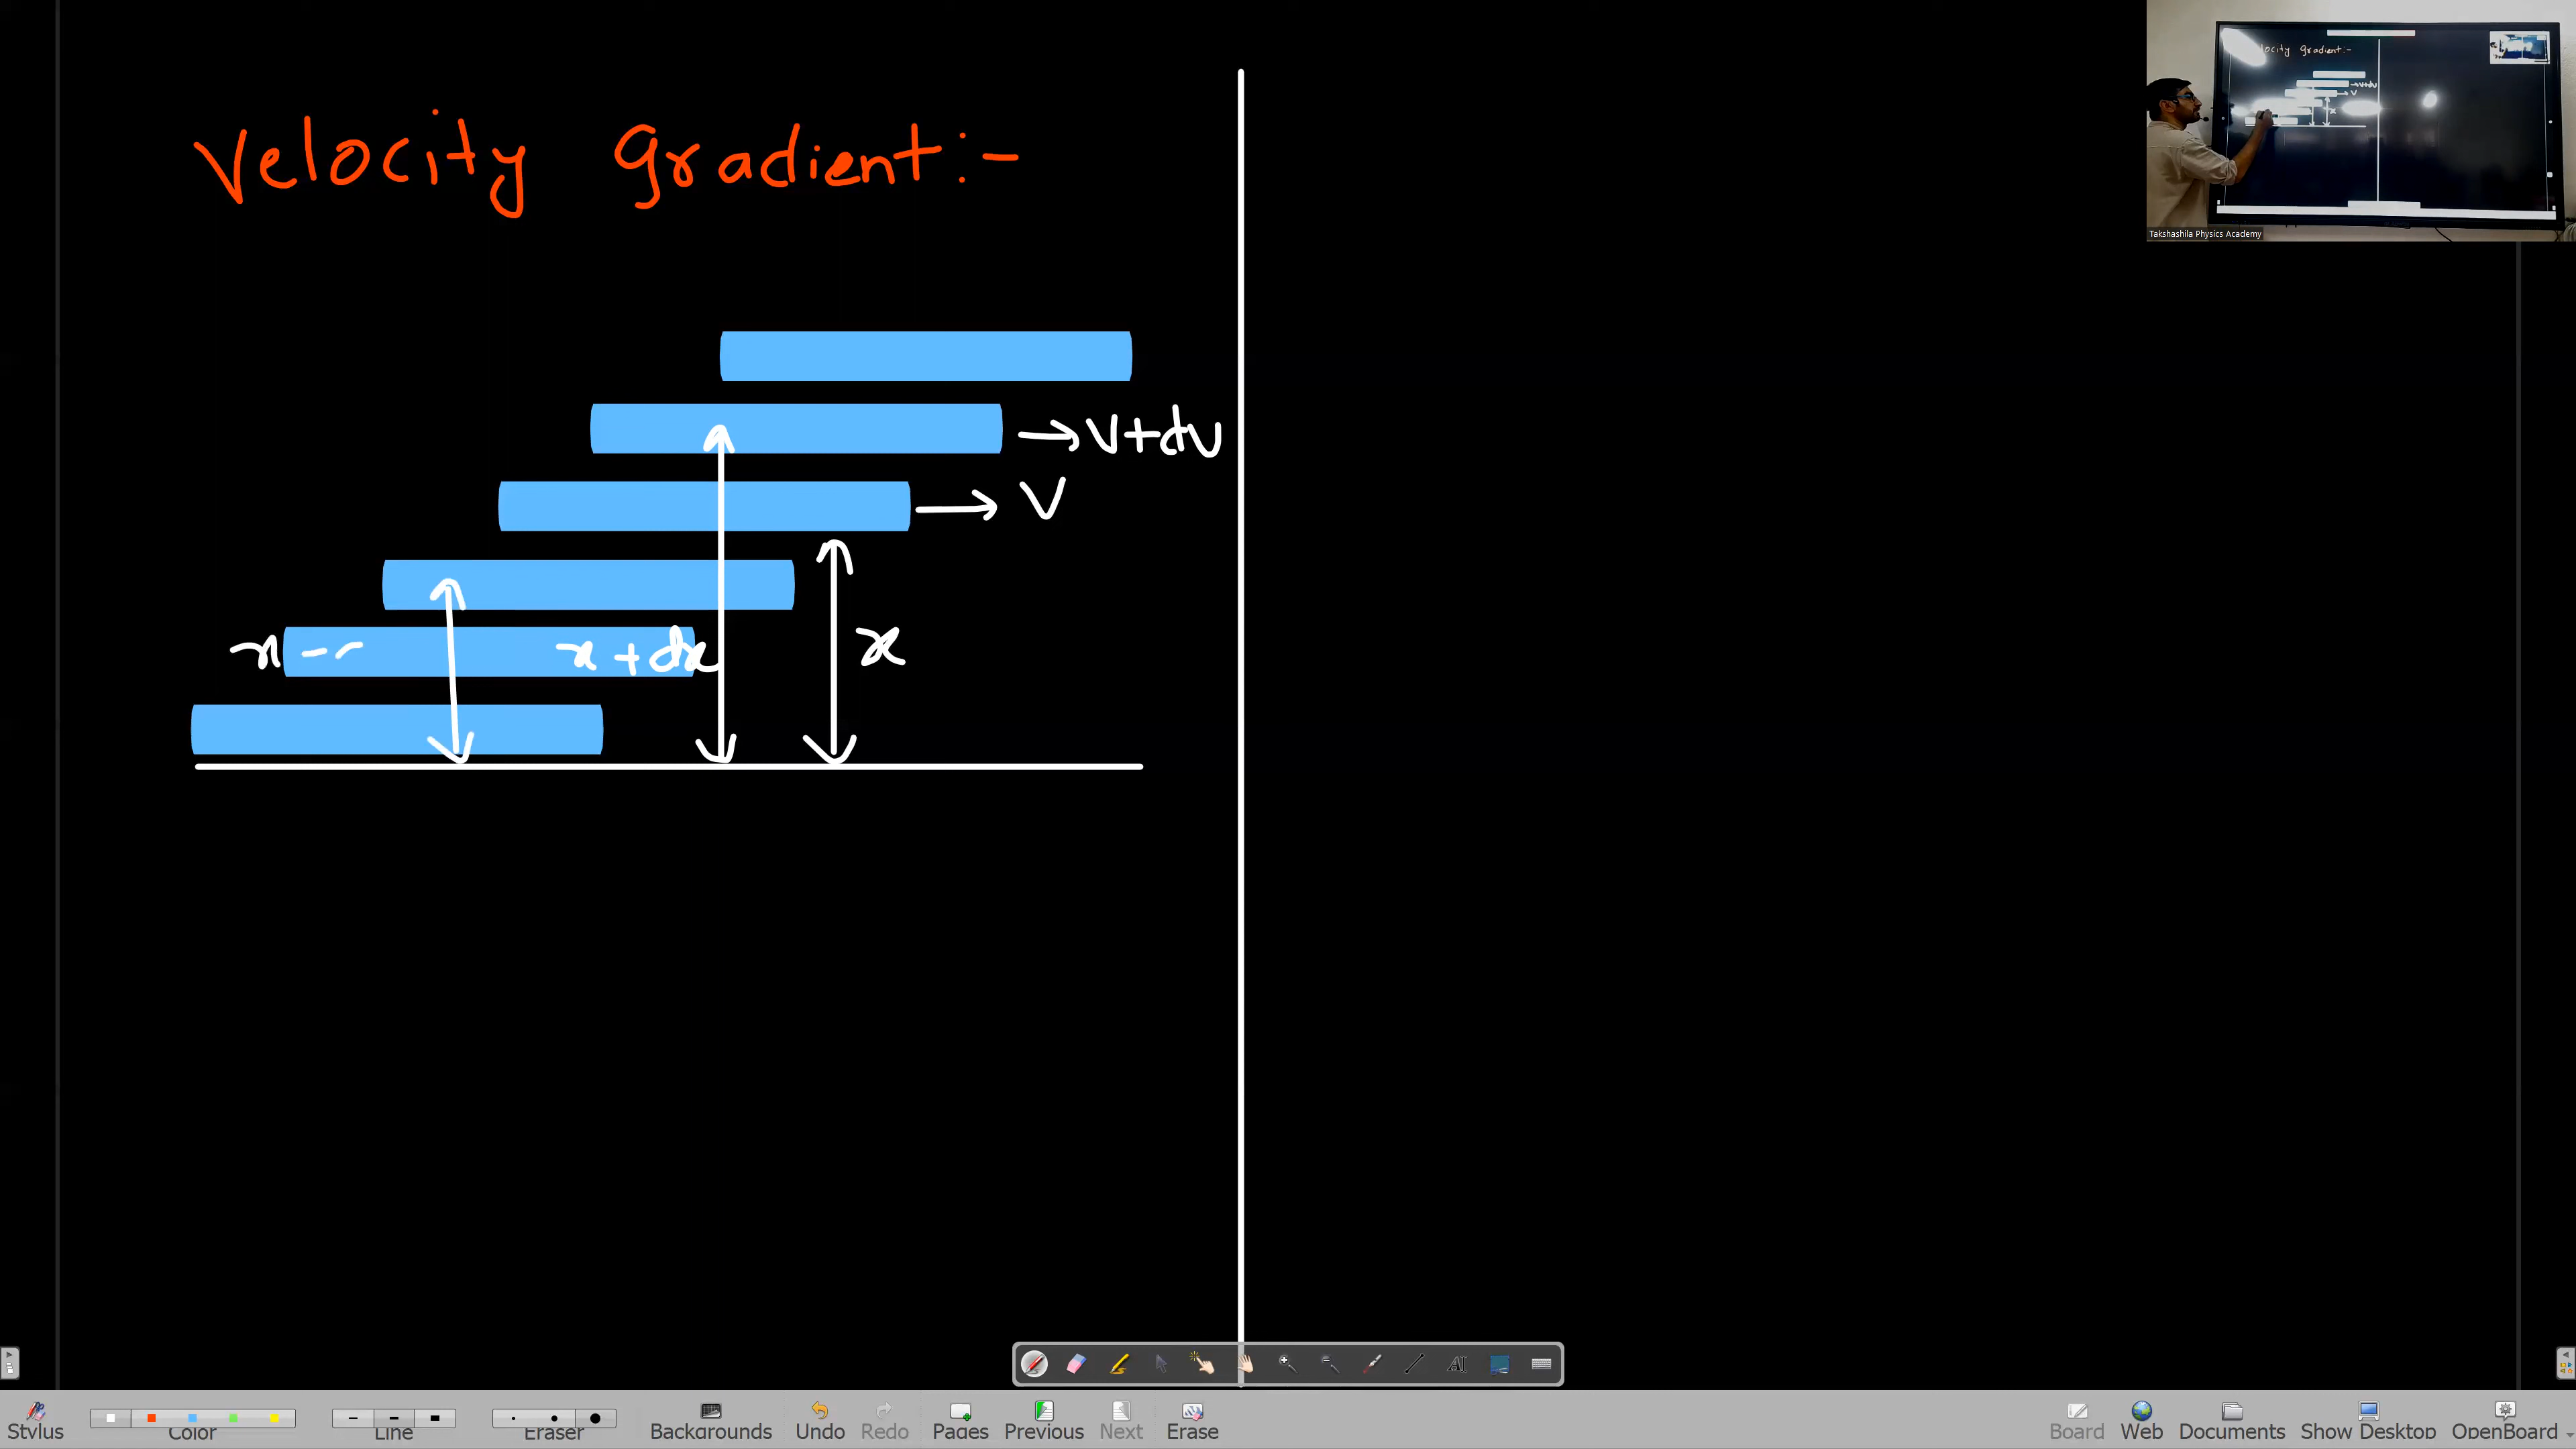 Velocity gradient:-
→ V+dv
→ V
x
x + dx
x -
Takshashila Physics Academy
Stylus
Color
Line
Eraser
Backgrounds
Undo
Redo
Pages
Previous
Next
Erase
Board
Web
Documents
Show Desktop
OpenBoard